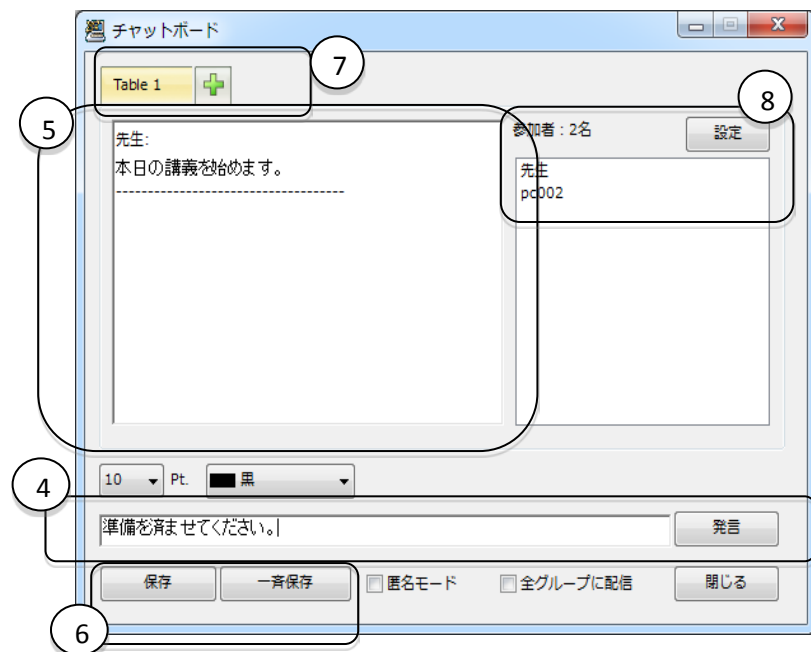 チャットボード
7
Table 1
8
5
参加者：2名
設定
先生:
本日の講義を始めます。
-----------------------------------
先生
pc002
10 Pt. 黒
4
準備を済ませてください。
発言
保存 一斉保存 匿名モード 全グループに配信 閉じる
6